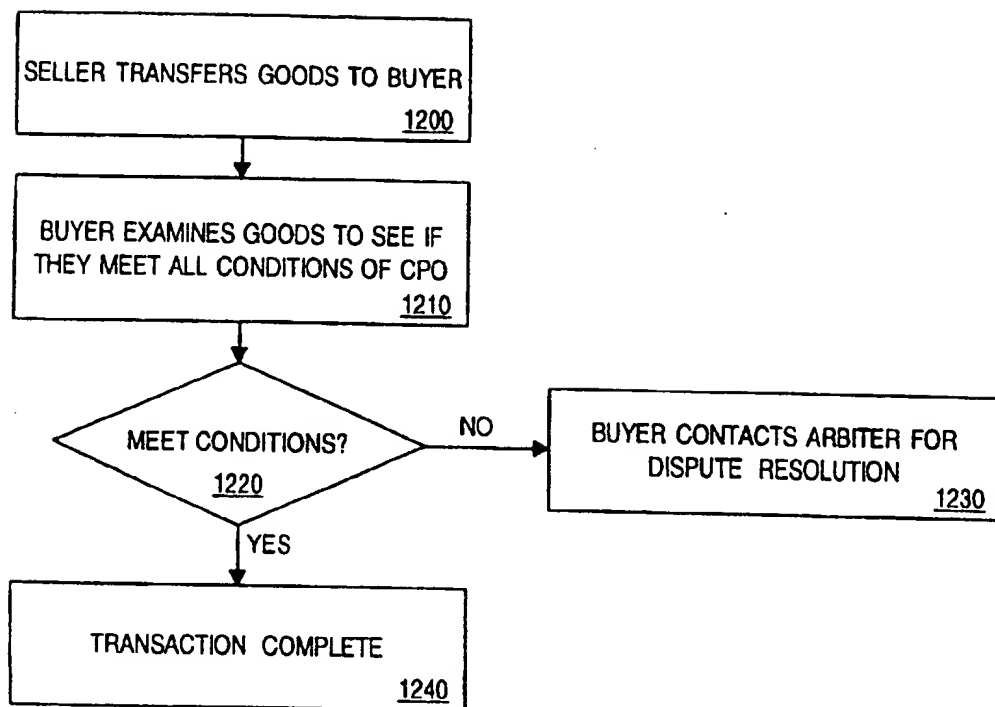 SELLER TRANSFERS GOODS TO BUYER
1200
BUYER EXAMINES GOODS TO SEE IF
THEY MEET ALL CONDITIONS OF CPO
1210
MEET CONDITIONS?
1220
NO
BUYER CONTACTS ARBITER FOR
DISPUTE RESOLUTION
1230
YES
TRANSACTION COMPLETE
1240